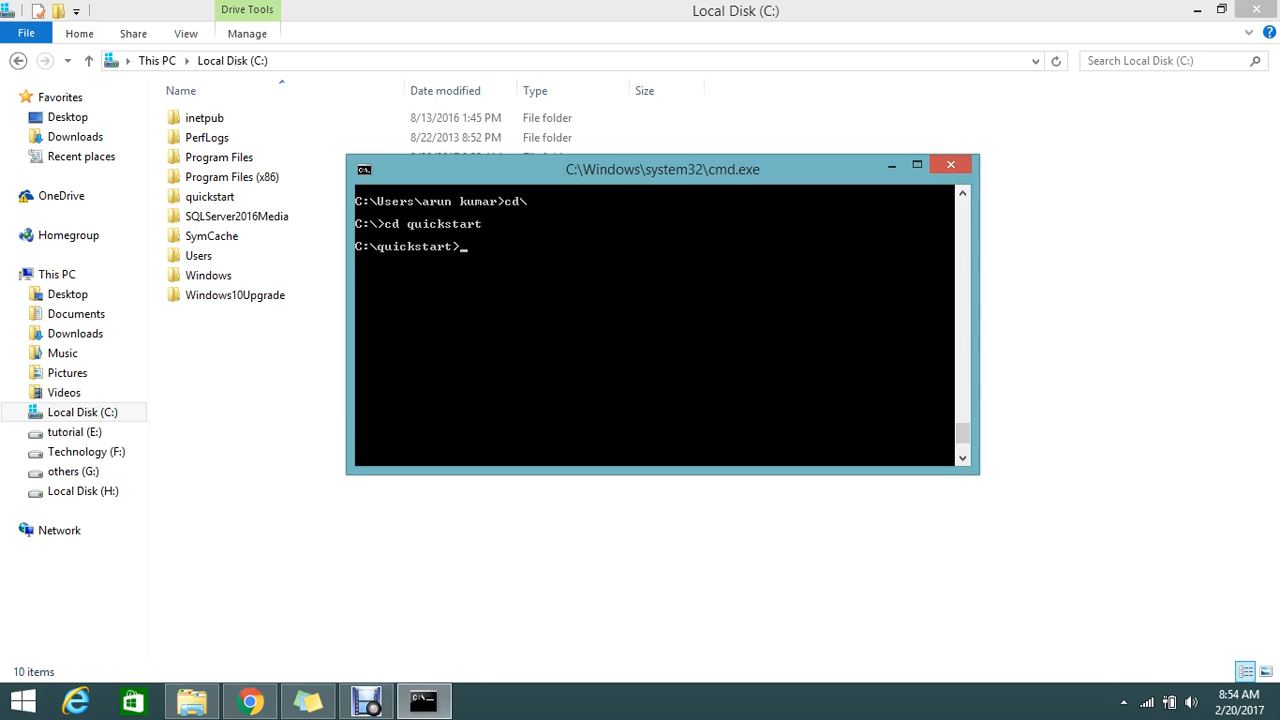 Drive Tools
Local Disk (C:)
File Home Share View Manage
This PC Local Disk (C:)
Search Local Disk (C:)
Name Date modified Type Size
Favorites
Desktop
Downloads
Recent places
OneDrive
Homegroup
This PC
Desktop
Documents
Downloads
Music
Pictures
Videos
Local Disk (C:)
tutorial (E:)
Technology (F:)
others (G:)
Local Disk (H:)
Network
inetpub 8/13/2016 1:45 PM File folder
PerfLogs 8/22/2013 8:52 PM File folder
Program Files
Program Files (x86)
quickstart
SQLServer2016Media
SymCache
Users
Windows
Windows10Upgrade
C:\Windows\system32\cmd.exe
C:\Users\arun kumar>cd\
C:\>cd quickstart
C:\quickstart>_
10 items
8:54 AM
2/20/2017